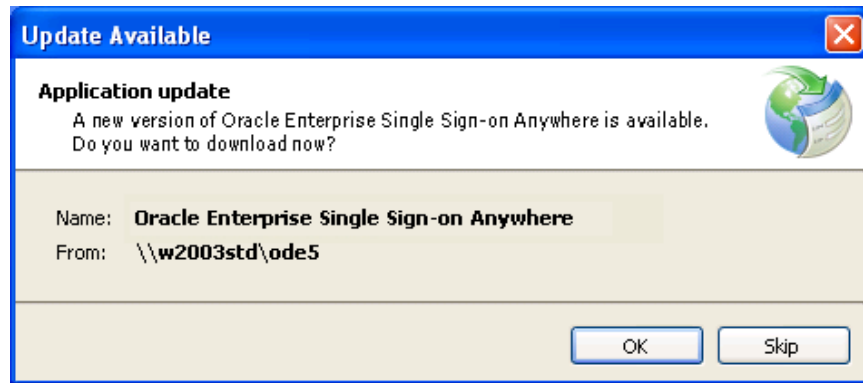 Update Available
Application update
A new version of Oracle Enterprise Single Sign-on Anywhere is available.
Do you want to download now?
Name: Oracle Enterprise Single Sign-on Anywhere
From: \\w2003std\ode5
OK Skip